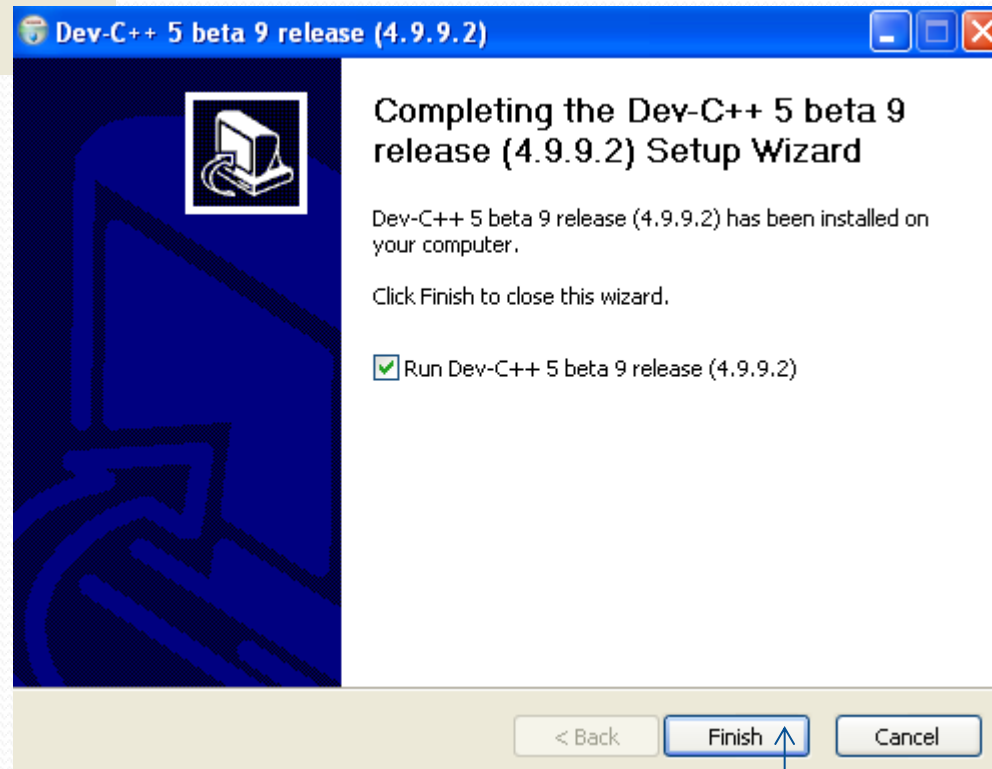 Dev-C++ 5 beta 9 release (4.9.9.2)
Completing the Dev-C++ 5 beta 9
release (4.9.9.2) Setup Wizard
Dev-C++ 5 beta 9 release (4.9.9.2) has been installed on
your computer.
Click Finish to close this wizard.
Run Dev-C++ 5 beta 9 release (4.9.9.2)
< Back Finish Cancel